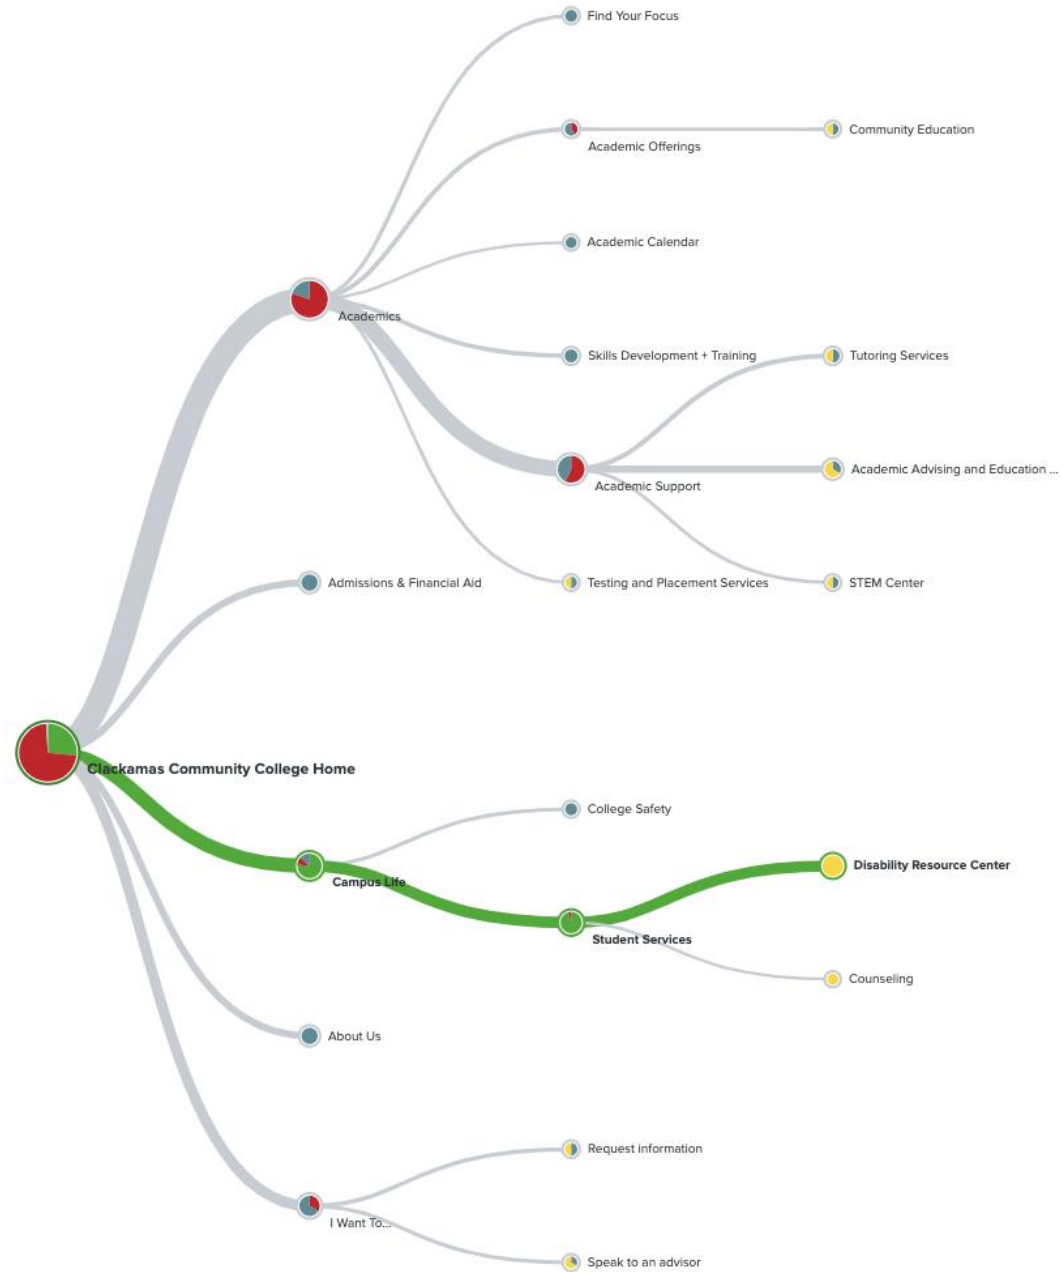 Find Your Focus
Academic Offerings
Community Education
Academic Calendar
Academics
Skills Development + Training
Tutoring Services
Academic Support
Academic Advising and Education ...
Admissions & Financial Aid
Testing and Placement Services
STEM Center
Clackamas Community College Home
College Safety
Campus Life
Disability Resource Center
Student Services
Counseling
About Us
Request information
I Want To...
Speak to an advisor